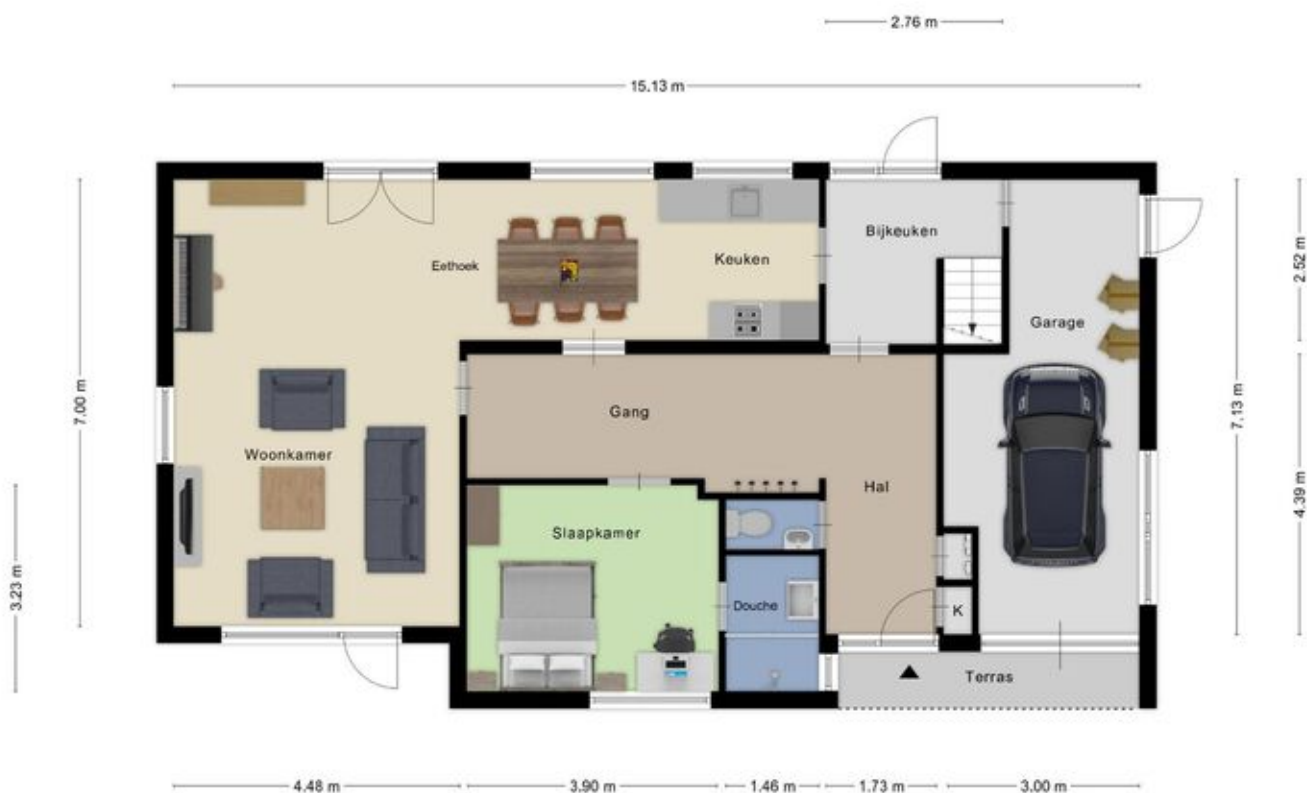 2.76 m
15.13 m
Bijkeuken
Eethoek
Keuken
2.52 m
Garage
7.00 m
7.13 m
Gang
Woonkamer
Hal
4.39 m
Slaapkamer
3.23 m
Douche
K
Terras
4.48 m
3.90 m
1.46 m
1.73 m
3.00 m